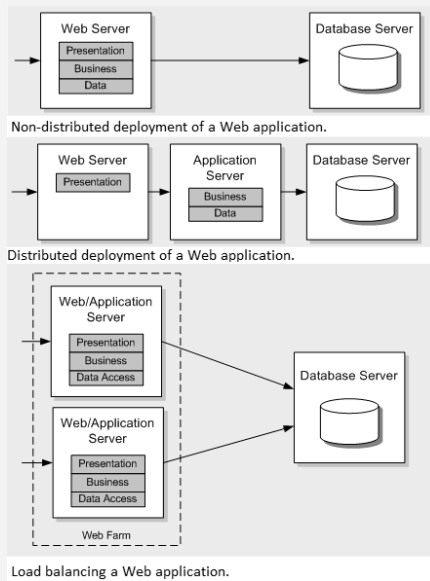 Web Server
Presentation
Business
Data
Database Server
Non-distributed deployment of a Web application.
Web Server
Presentation
Application
Server
Business
Data
Database Server
Distributed deployment of a Web application.
Web/Application
Server
Presentation
Business
Data Access
Web/Application
Server
Presentation
Business
Data Access
Web Farm
Database Server
Load balancing a Web application.